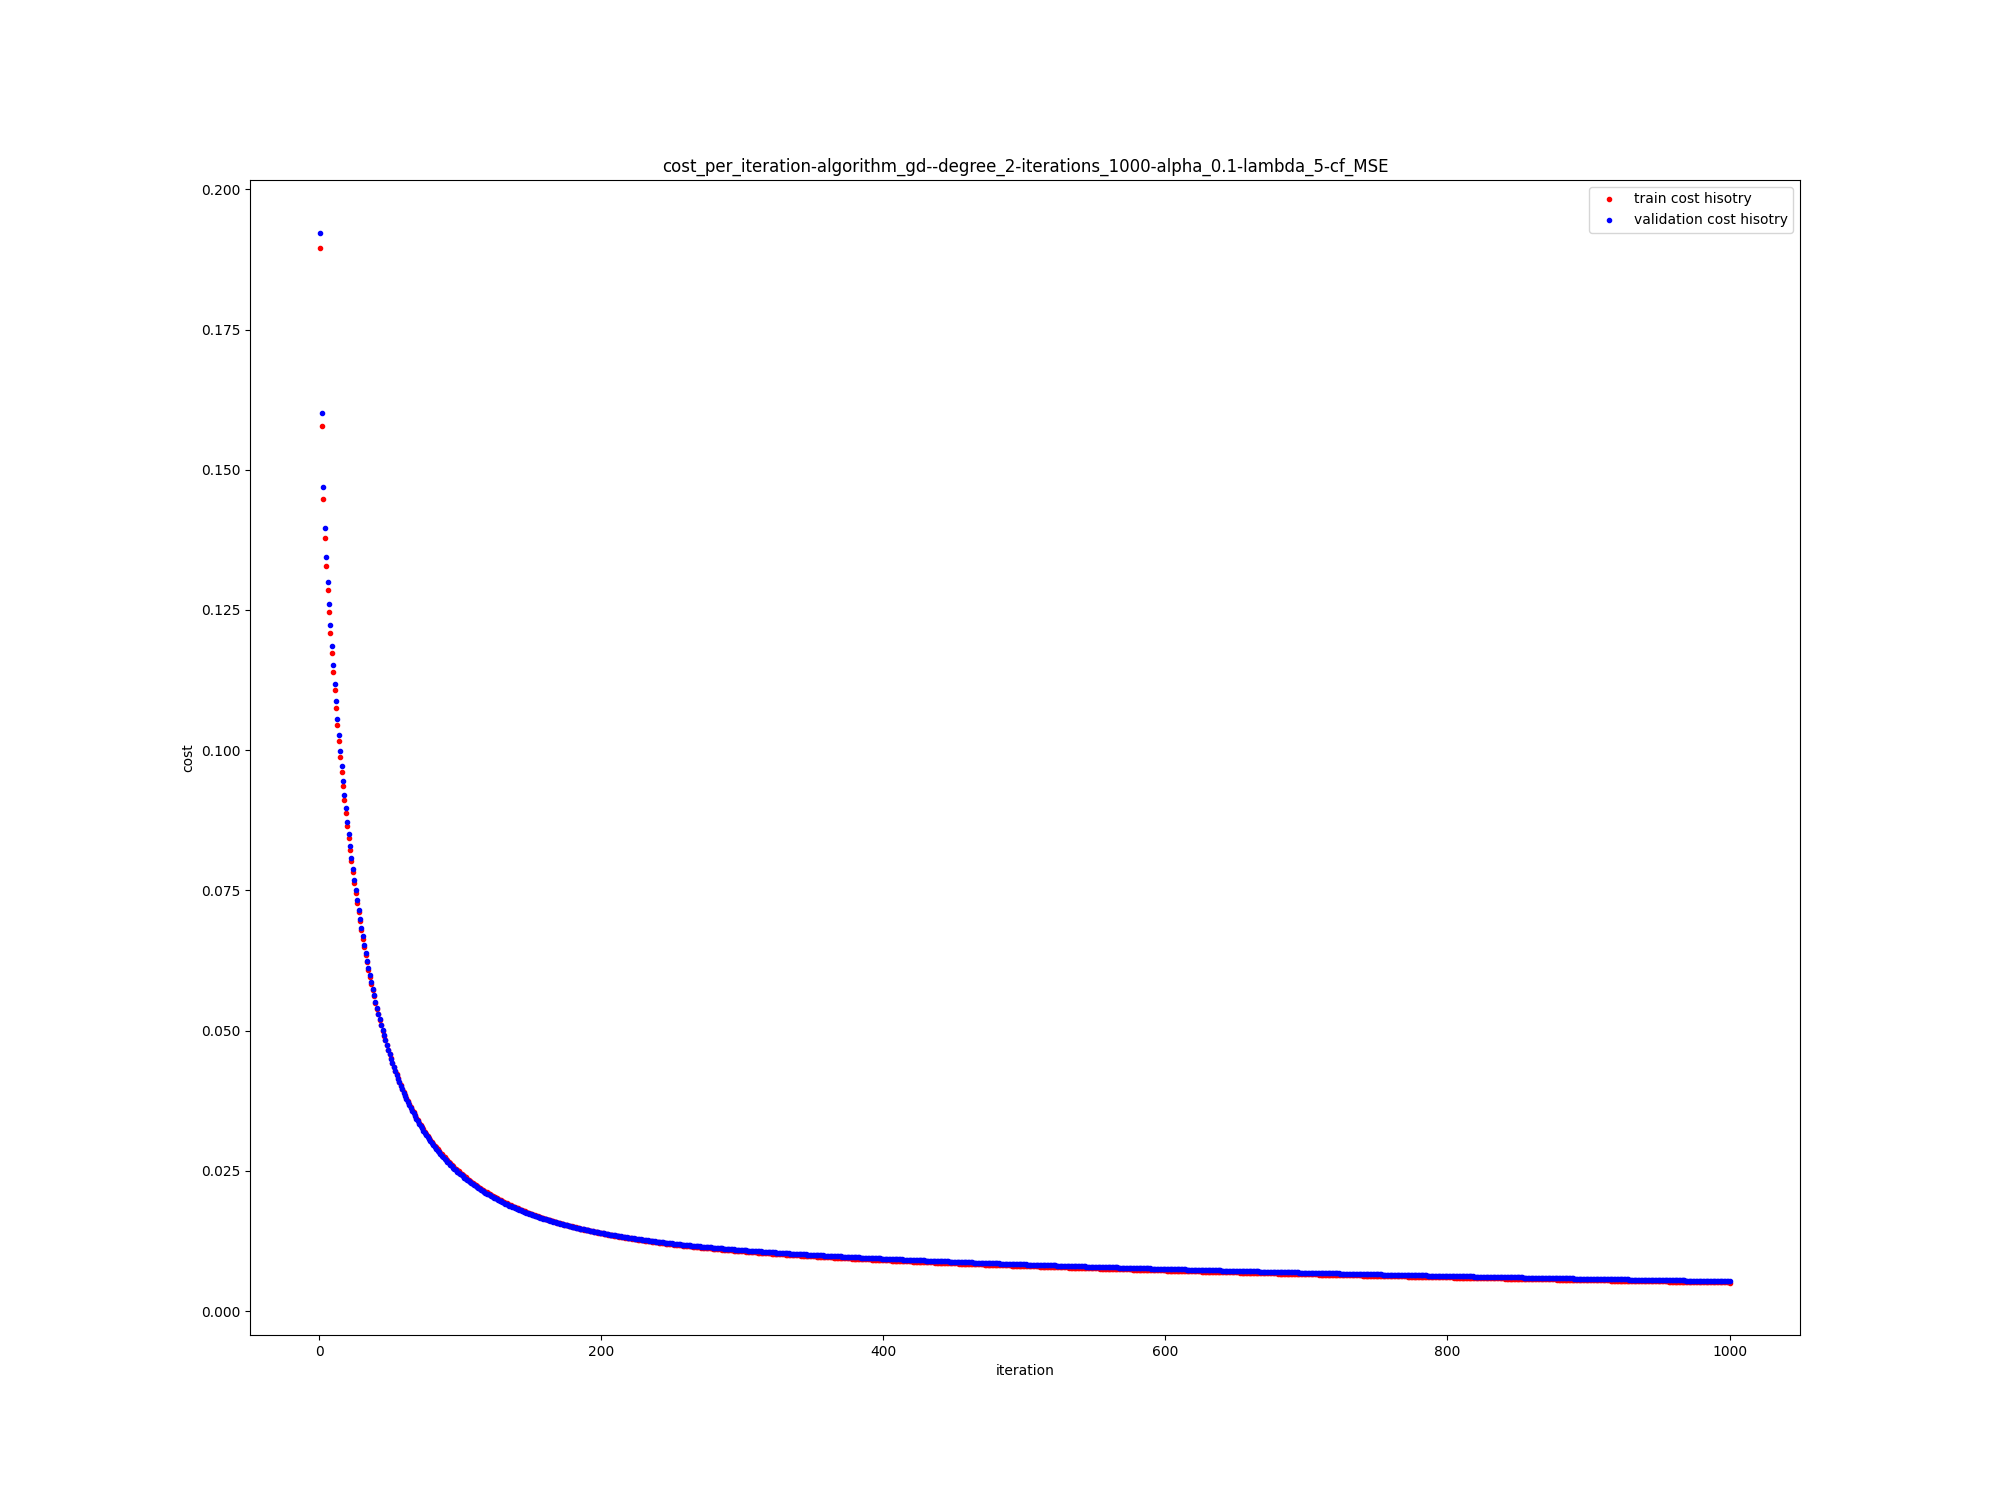 cost_per_iteration-algorithm_gd--degree_2-iterations_1000-alpha_0.1-lambda_5-cf_MSE
train cost hisotry
validation cost hisotry
0.200
0.175
0.150
0.125
0.100
0.075
0.050
0.025
0.000
cost
0 200 400 600 800 1000
iteration